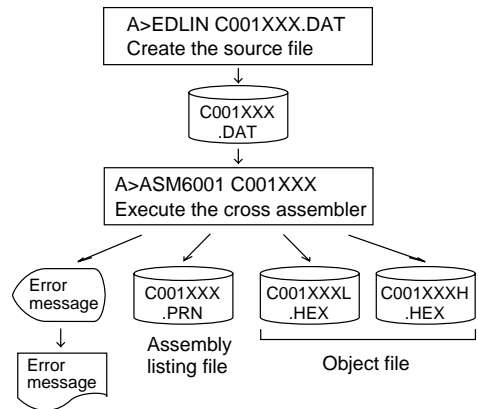 A>EDLIN C001XXX.DAT
Create the source file
C001XXX
.DAT
A>ASM6001 C001XXX
Execute the cross assembler
Error
message
C001XXX
.PRN
C001XXXL
.HEX
C001XXXH
.HEX
Assembly
listing file
Object file
Error
message